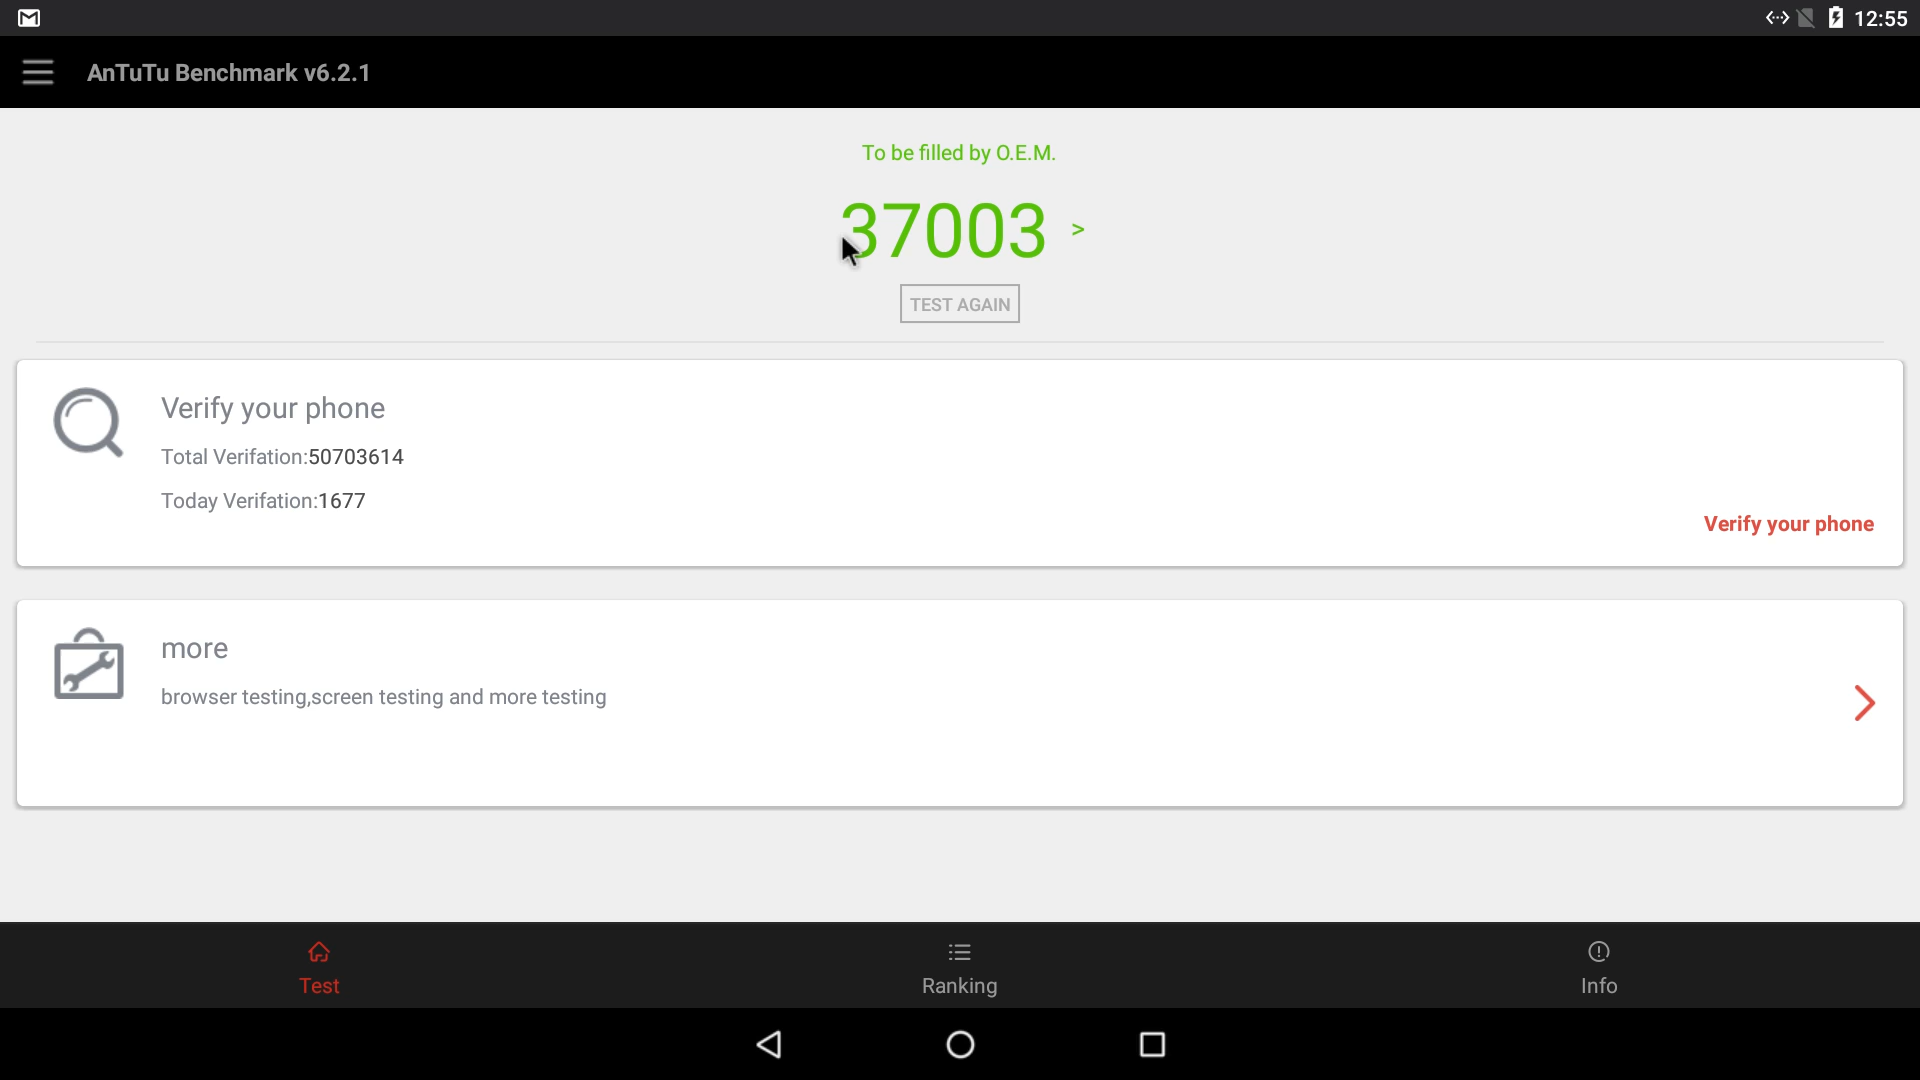 12:55
AnTuTu Benchmark v6.2.1
To be filled by O.E.M.
37003 >
TEST AGAIN
Verify your phone
Total Verifation:50703614
Today Verifation:1677
Verify your phone
more
browser testing,screen testing and more testing
Test
Ranking
Info